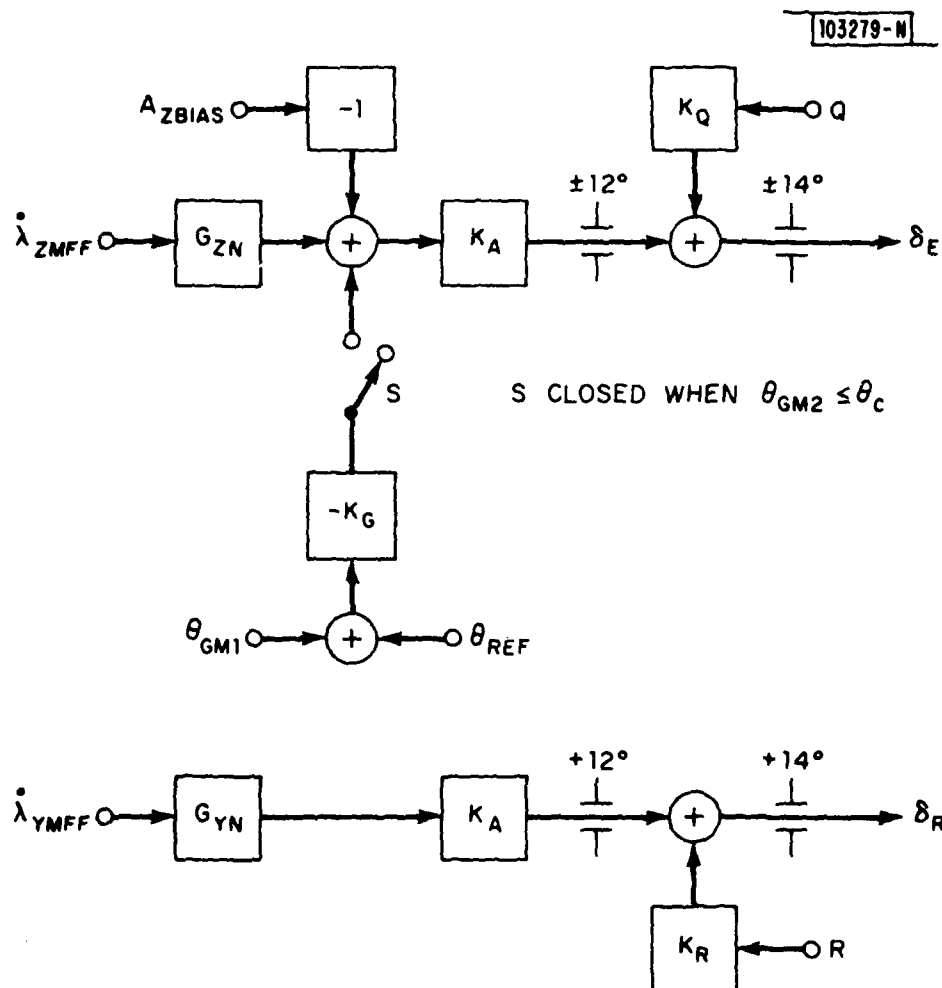 103279-N
A_ZBIAS
-1
K_Q
Q
±12°
±14°
λ̇_ZMFF
G_ZN
+
K_A
+
δ_E
S
S CLOSED WHEN θ_GM2 ≤ θ_C
-K_G
θ_GM1
+
θ_REF
+12°
+14°
λ̇_YMFF
G_YN
K_A
+
δ_R
K_R
R